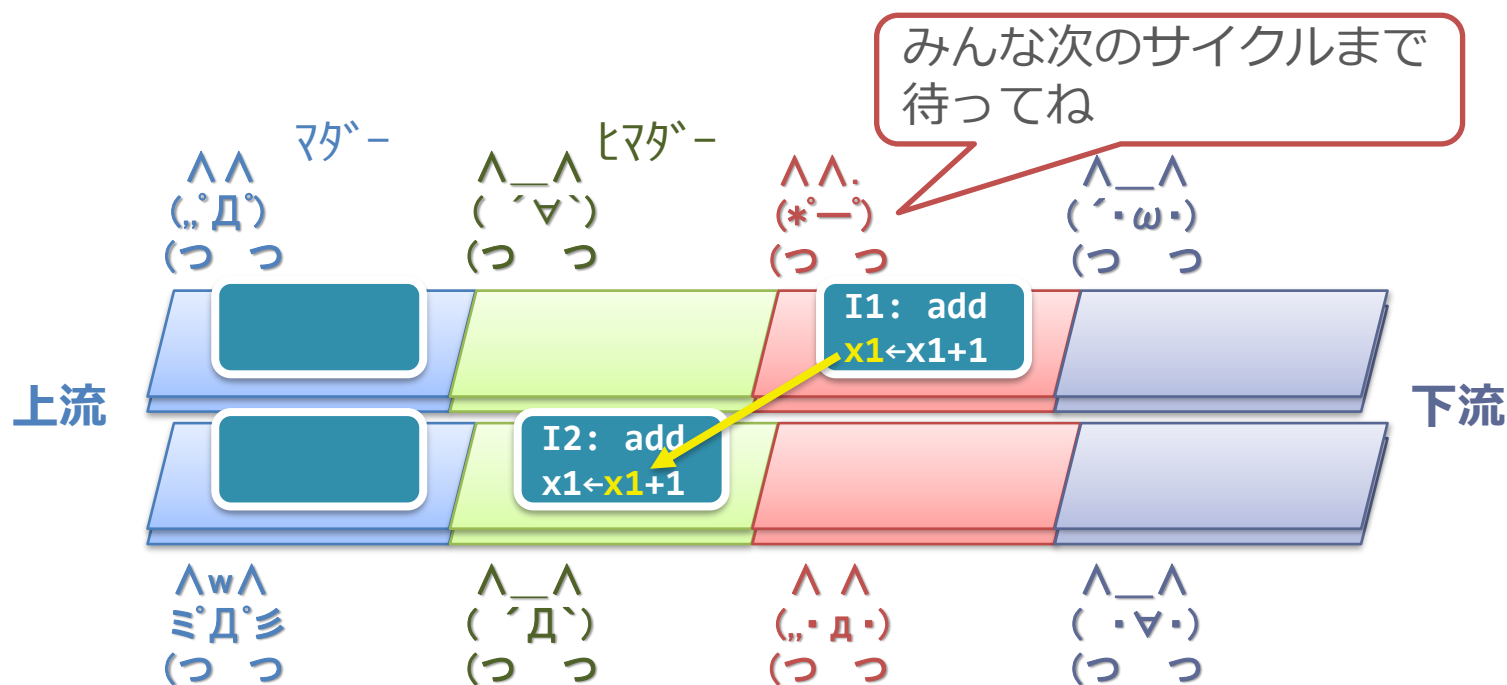 みんな次のサイクルまで
待ってね
ﾏﾀﾞｰ
ﾋﾏﾀﾞｰ
∧ ∧
(,,ﾟДﾟ)
(つ　つ
∧＿∧
( ´∀`)
(つ　つ
∧ ∧.
(*ﾟーﾟ)
(つ　つ
∧＿∧
( ´･ω･)
(つ　つ
I1: add
x1←x1+1
上流
下流
I2: add
x1←x1+1
∧w∧
ミﾟДﾟ彡
(つ　つ
∧＿∧
( ´Д`)
(つ　つ
∧ ∧
(,,･д･)
(つ　つ
∧＿∧
( ･∀･)
(つ　つ